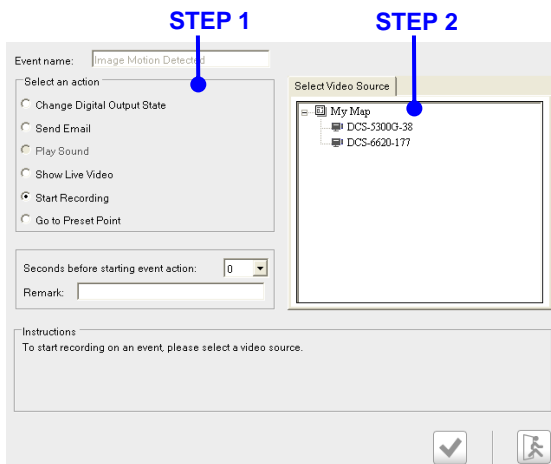 STEP 1
STEP 2
Event name: Image Motion Detected
Select an action
Change Digital Output State
Send Email
Play Sound
Show Live Video
Start Recording
Go to Preset Point
Select Video Source
My Map
DCS-5300G-38
DCS-6620-177
Seconds before starting event action: 0
Remark:
Instructions
To start recording on an event, please select a video source.